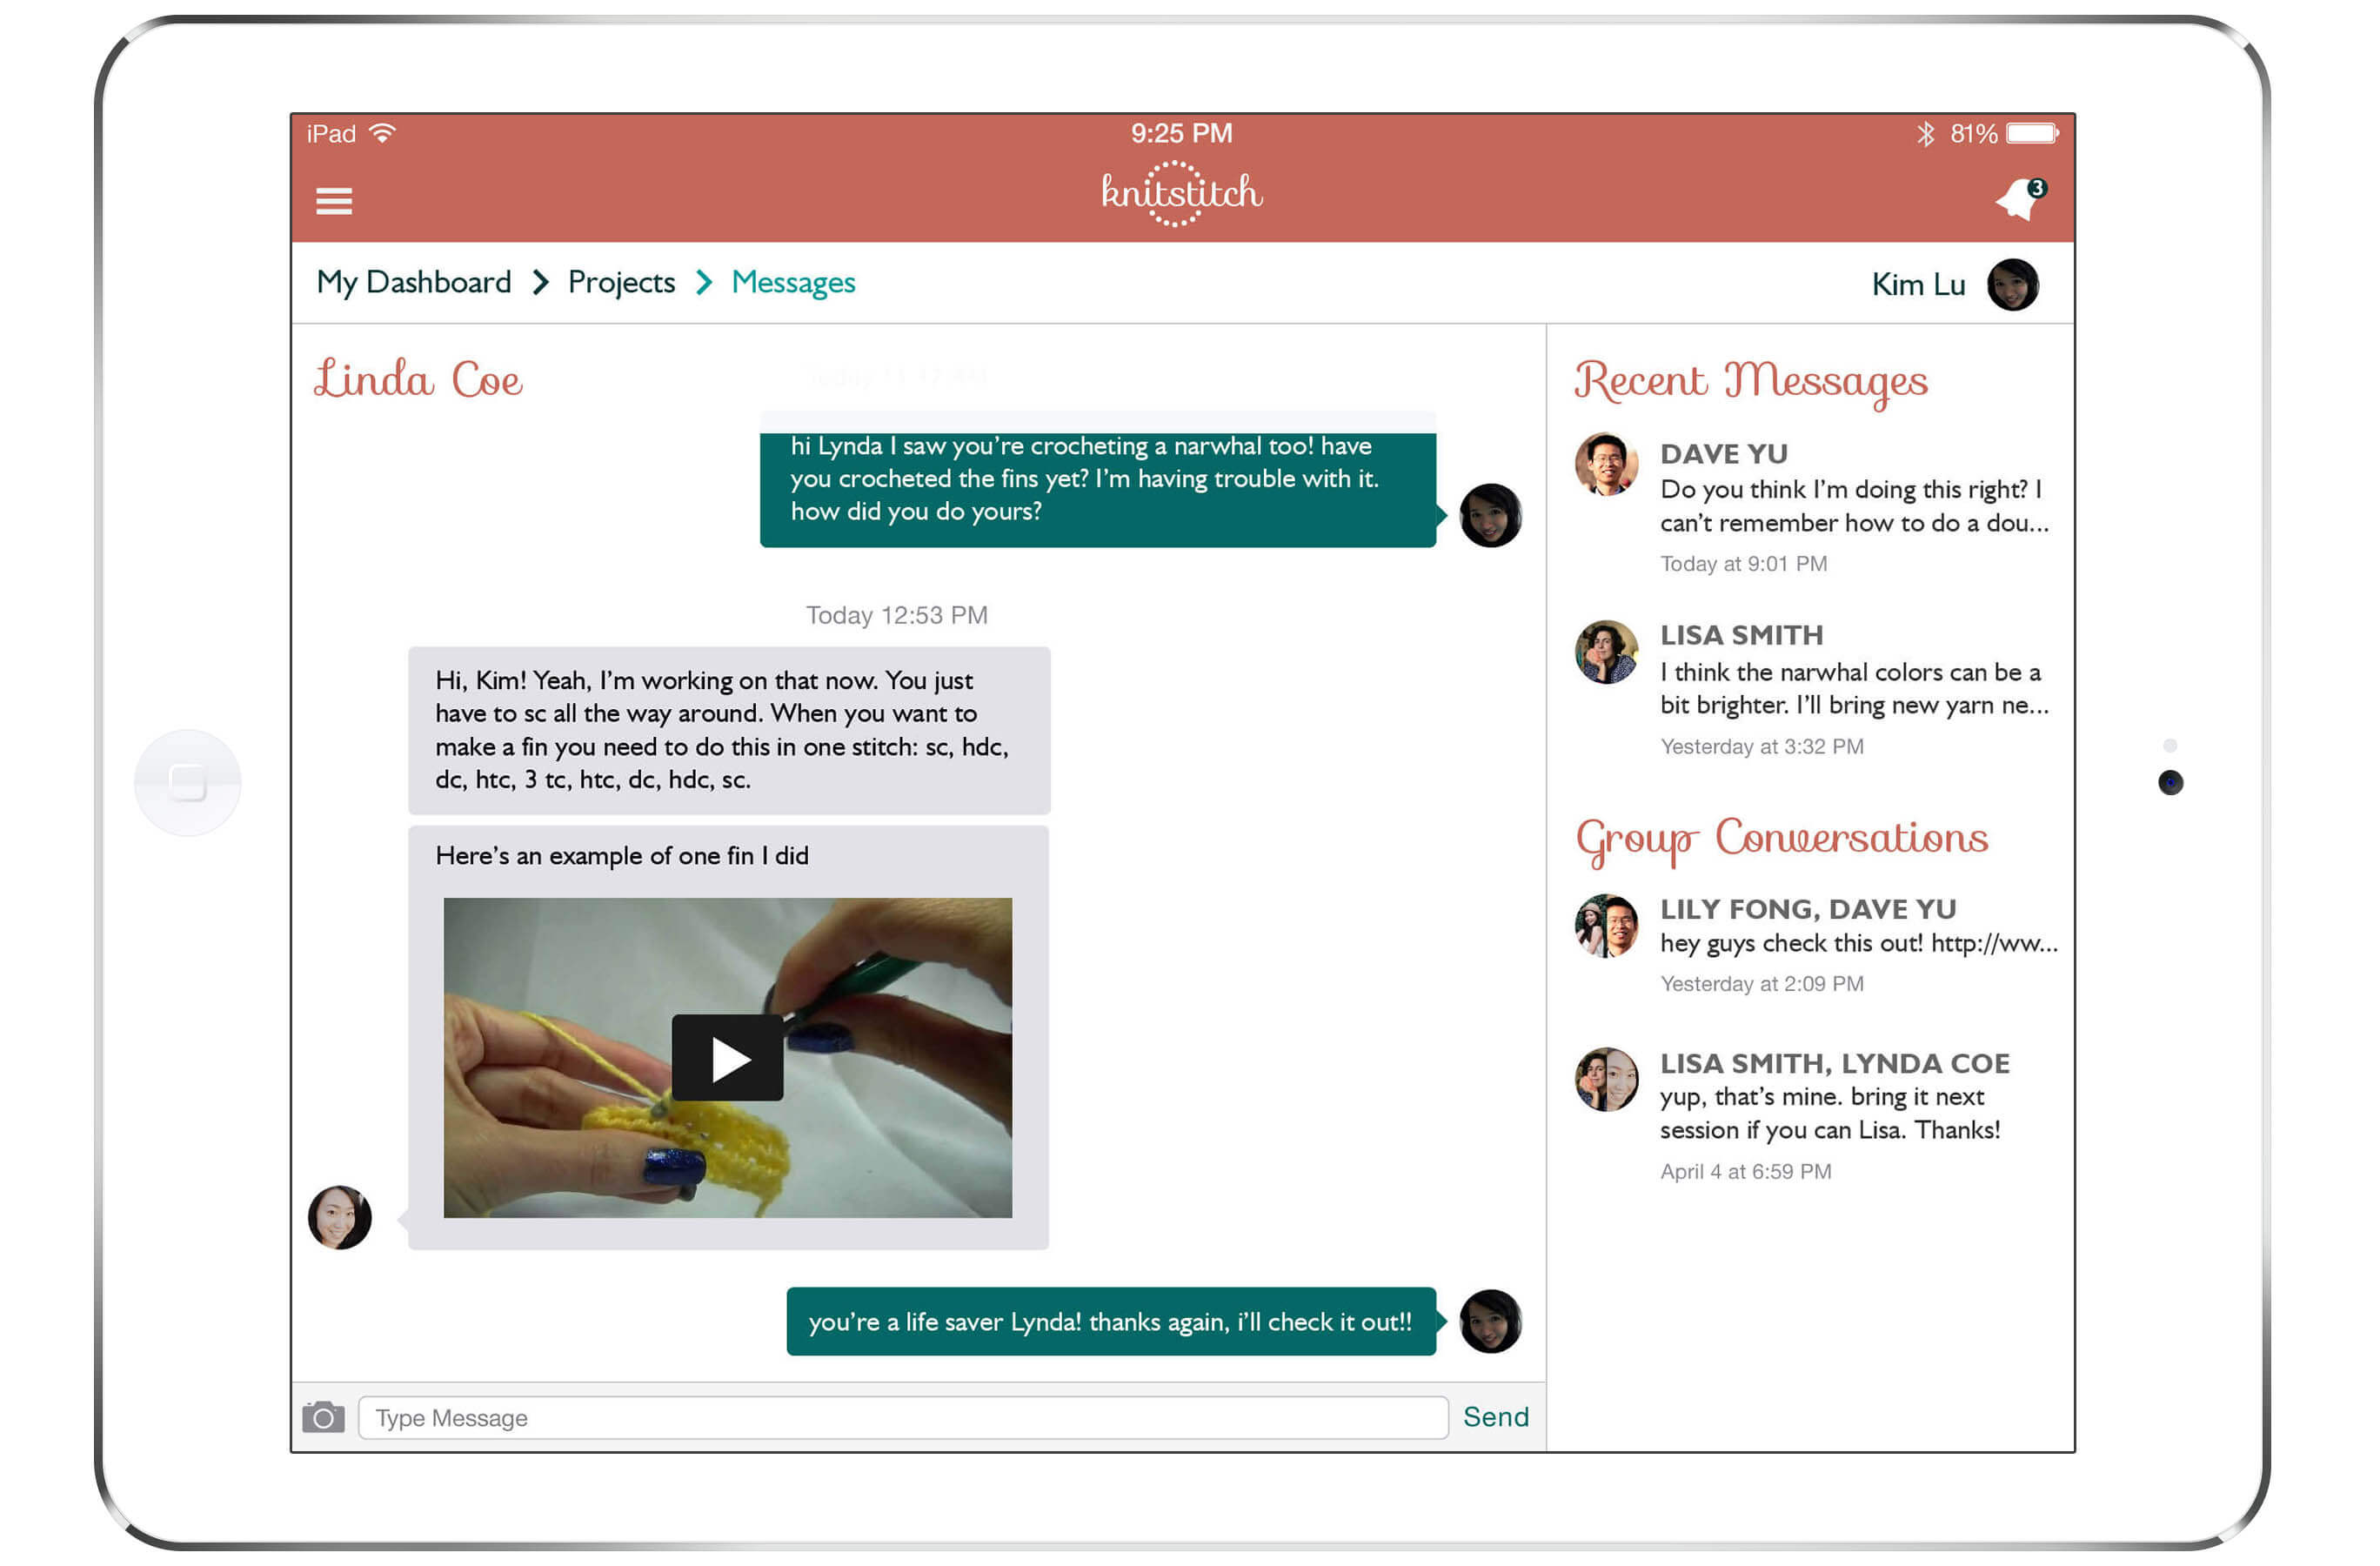 iPad
9:25 PM
81%
knitstitch
3
My Dashboard
Projects
Messages
Kim Lu
Linda Coe
hi Lynda I saw you're crocheting a narwhal too! have
you crocheted the fins yet? I'm having trouble with it.
how did you do yours?
Today 12:53 PM
Hi, Kim! Yeah, I'm working on that now. You just
have to sc all the way around. When you want to
make a fin you need to do this in one stitch: sc, hdc,
dc, htc, 3 tc, htc, dc, hdc, sc.
Here's an example of one fin I did
you're a life saver Lynda! thanks again, i'll check it out!!
Type Message
Send
Recent Messages
DAVE YU
Do you think I'm doing this right? I
can't remember how to do a dou...
Today at 9:01 PM
LISA SMITH
I think the narwhal colors can be a
bit brighter. I'll bring new yarn ne...
Yesterday at 3:32 PM
Group Conversations
LILY FONG, DAVE YU
hey guys check this out! http://ww...
Yesterday at 2:09 PM
LISA SMITH, LYNDA COE
yup, that's mine. bring it next
session if you can Lisa. Thanks!
April 4 at 6:59 PM